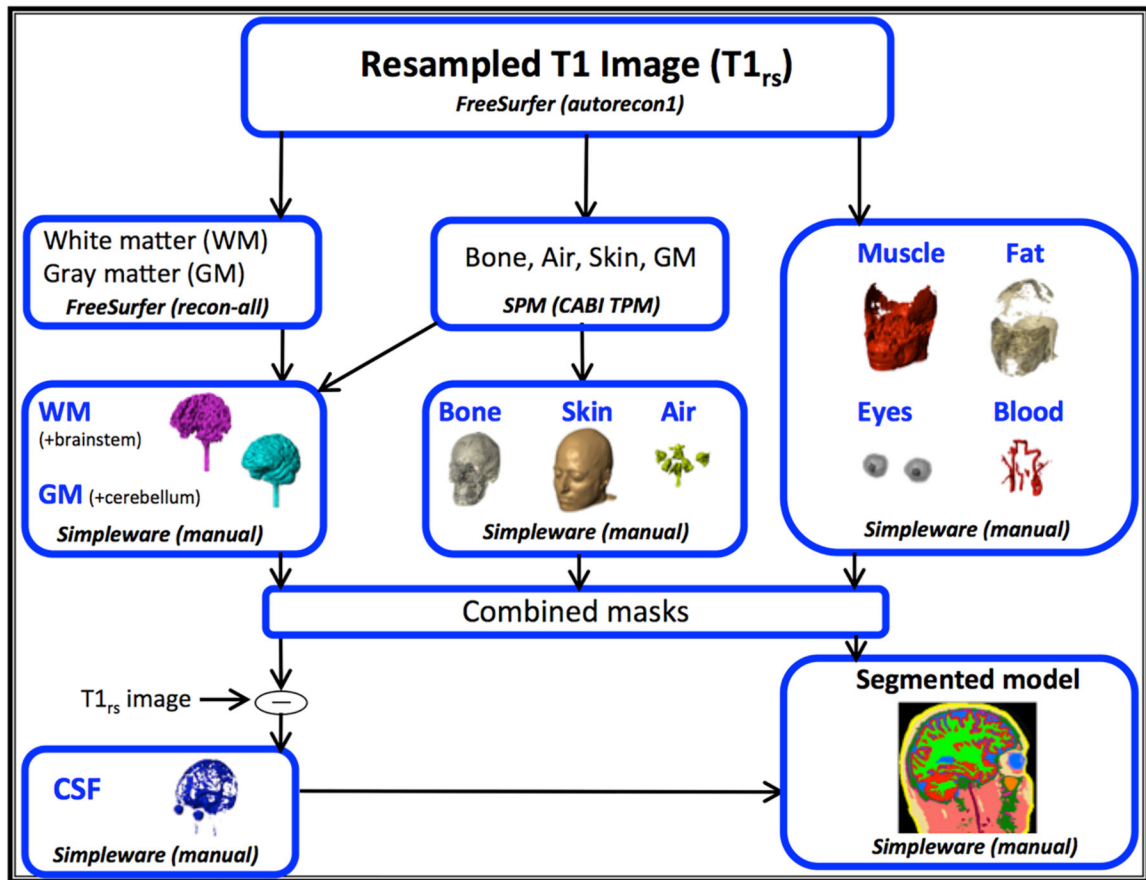 Resampled T1 Image (T1rs)
FreeSurfer (autorecon1)
White matter (WM)
Gray matter (GM)
FreeSurfer (recon-all)
Bone, Air, Skin, GM
SPM (CABI TPM)
Muscle Fat
Eyes Blood
Simpleware (manual)
WM
(+brainstem)
GM (+cerebellum)
Simpleware (manual)
Bone Skin Air
Simpleware (manual)
Combined masks
T1rs image
—
CSF
Simpleware (manual)
Segmented model
Simpleware (manual)